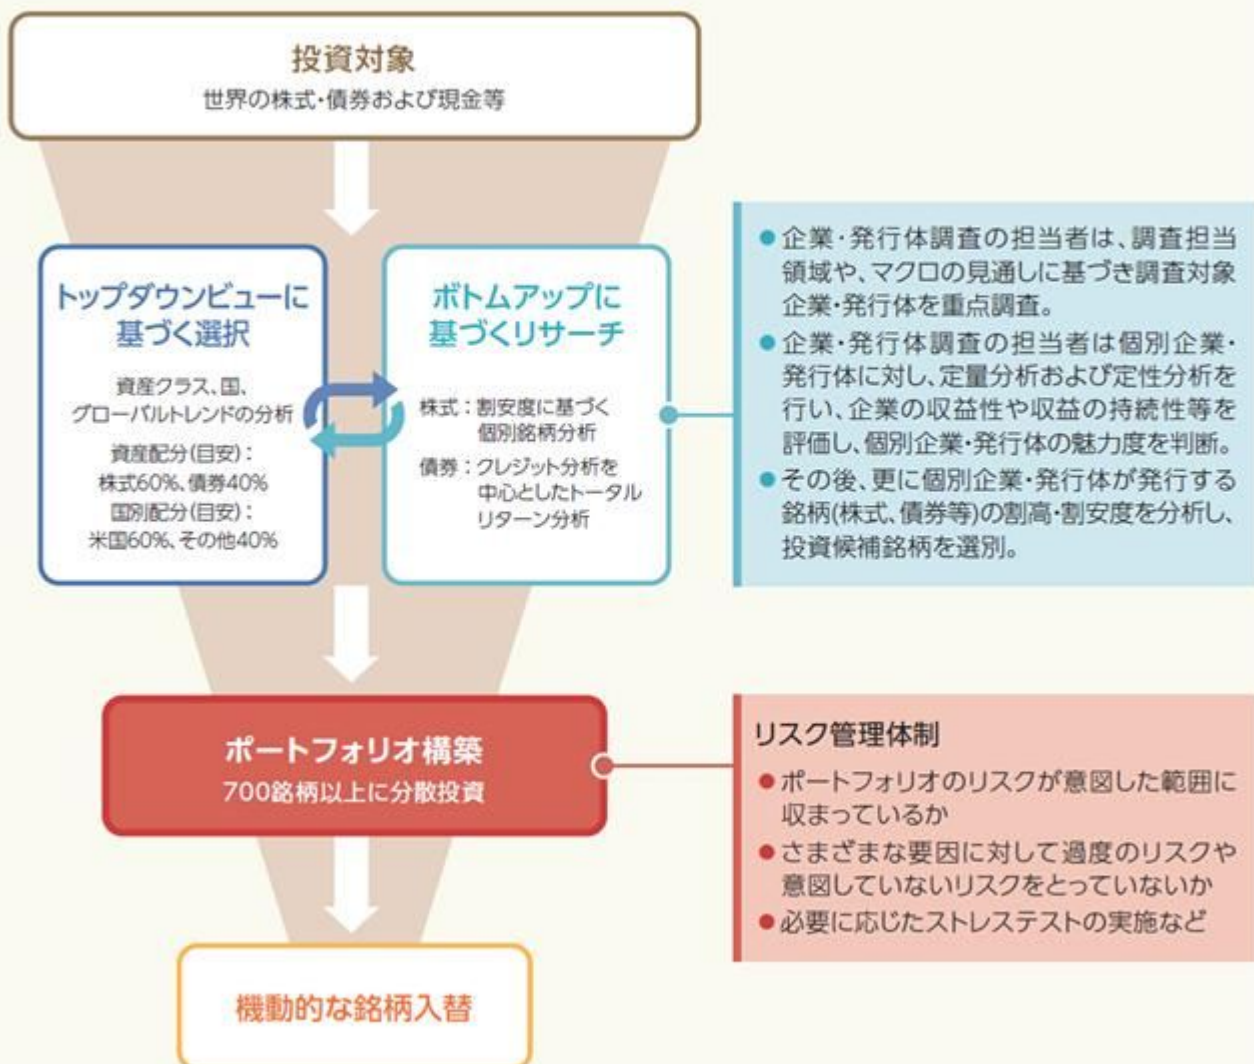 投資対象
世界の株式・債券および現金等
トップダウンビューに
基づく選択
資産クラス、国、
グローバルトレンドの分析
資産配分(目安):
株式60%、債券40%
国別配分(目安):
米国60%、その他40%
ボトムアップに
基づくリサーチ
株式:割安度に基づく
個別銘柄分析
債券:クレジット分析を
中心としたトータル
リターン分析
●企業・発行体調査の担当者は、調査担当
領域や、マクロの見通しに基づき調査対象
企業・発行体を重点調査。
●企業・発行体調査の担当者は個別企業・
発行体に対し、定量分析および定性分析を
行い、企業の収益性や収益の持続性等を
評価し、個別企業・発行体の魅力度を判断。
●その後、更に個別企業・発行体が発行する
銘柄(株式、債券等)の割高・割安度を分析し、
投資候補銘柄を選別。
ポートフォリオ構築
700銘柄以上に分散投資
リスク管理体制
●ポートフォリオのリスクが意図した範囲に
収まっているか
●さまざまな要因に対して過度のリスクや
意図していないリスクをとっていないか
●必要に応じたストレステストの実施など
機動的な銘柄入替